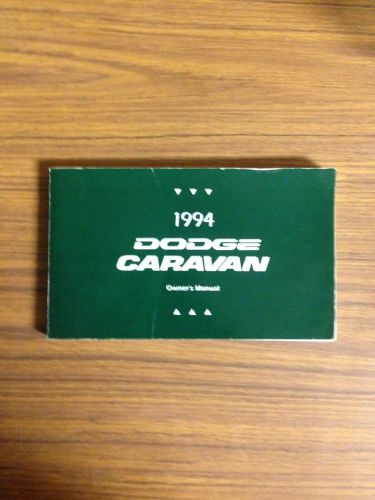 1994
DODGE
CARAVAN
Owner's Manual